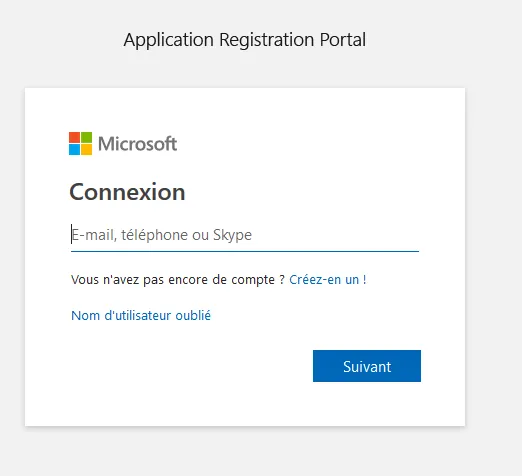 Application Registration Portal
Microsoft
Connexion
E-mail, téléphone ou Skype
Vous n'avez pas encore de compte ? Créez-en un !
Nom d'utilisateur oublié
Suivant